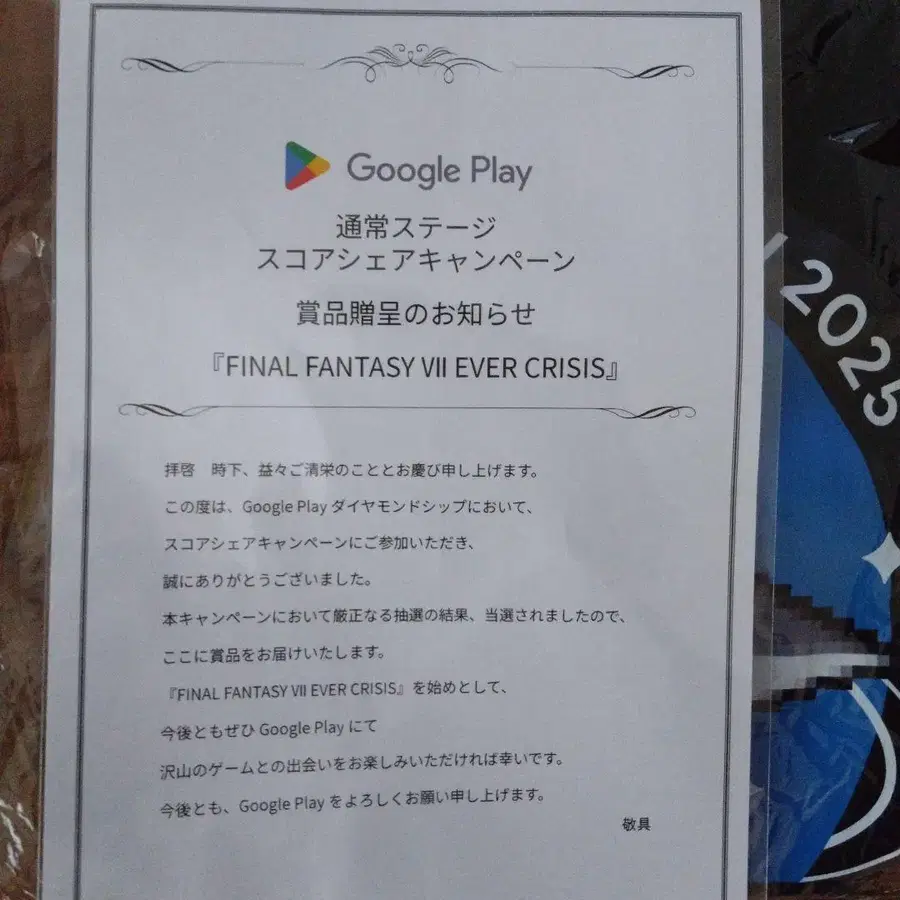 Google Play
通常ステージ
スコアシェアキャンペーン
賞品贈呈のお知らせ
『FINAL FANTASY VII EVER CRISIS』
拝啓　時下、益々ご清栄のこととお慶び申し上げます。
この度は、Google Play ダイヤモンドシップにおいて、
スコアシェアキャンペーンにご参加いただき、
誠にありがとうございました。
本キャンペーンにおいて厳正なる抽選の結果、当選されましたので、
ここに賞品をお届けいたします。
『FINAL FANTASY VII EVER CRISIS』を始めとして、
今後ともぜひ Google Play にて
沢山のゲームとの出会いをお楽しみいただければ幸いです。
今後とも、Google Play をよろしくお願い申し上げます。
敬具
/ 2025